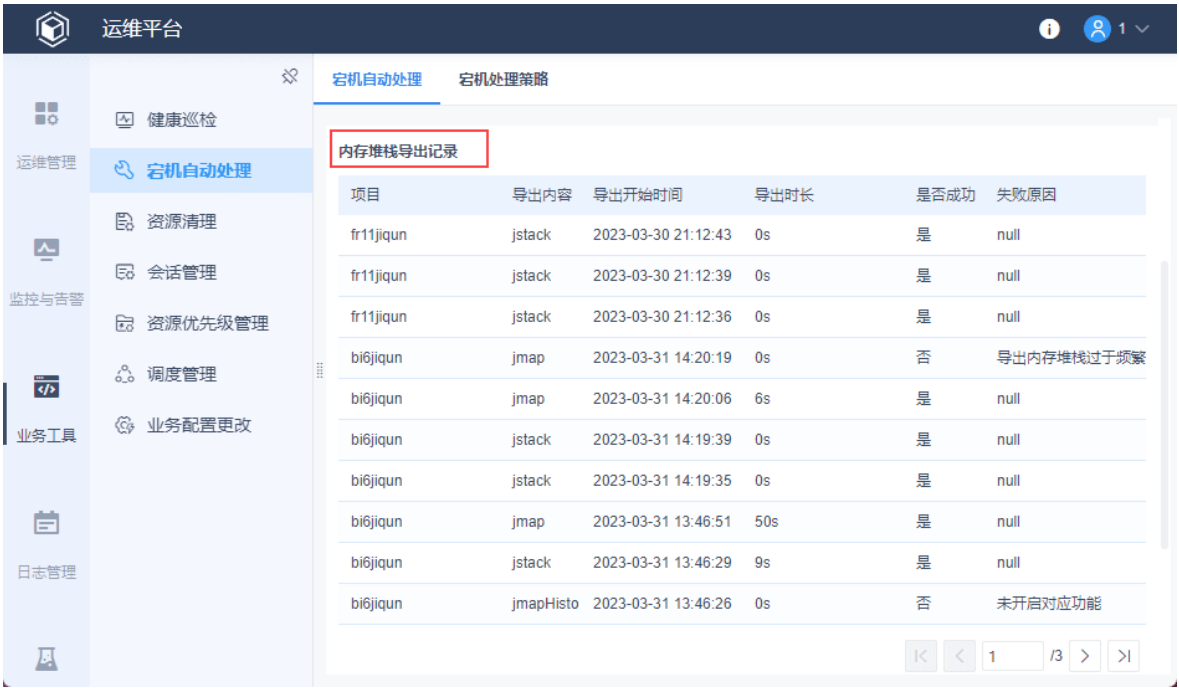 运维平台
1
运维管理
监控与告警
业务工具
日志管理
健康巡检
宕机自动处理
资源清理
会话管理
资源优先级管理
调度管理
业务配置更改
宕机自动处理 宕机处理策略
内存堆栈导出记录
项目 导出内容 导出开始时间 导出时长 是否成功 失败原因
fr11jiqun jstack 2023-03-30 21:12:43 0s 是 null
fr11jiqun jstack 2023-03-30 21:12:39 0s 是 null
fr11jiqun jstack 2023-03-30 21:12:36 0s 是 null
bi6jiqun jmap 2023-03-31 14:20:19 0s 否 导出内存堆栈过于频繁
bi6jiqun jmap 2023-03-31 14:20:06 6s 是 null
bi6jiqun jstack 2023-03-31 14:19:39 0s 是 null
bi6jiqun jstack 2023-03-31 14:19:35 0s 是 null
bi6jiqun jmap 2023-03-31 13:46:51 50s 是 null
bi6jiqun jstack 2023-03-31 13:46:29 9s 是 null
bi6jiqun jmapHisto 2023-03-31 13:46:26 0s 否 未开启对应功能
1 /3